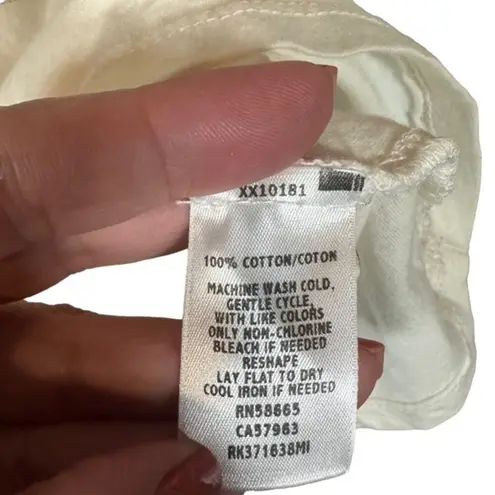 XX10181
100% COTTON/COTON
MACHINE WASH COLD,
GENTLE CYCLE,
WITH LIKE COLORS
ONLY NON-CHLORINE
BLEACH IF NEEDED
RESHAPE
LAY FLAT TO DRY
COOL IRON IF NEEDED
RN58665
CA57963
RK371638MI